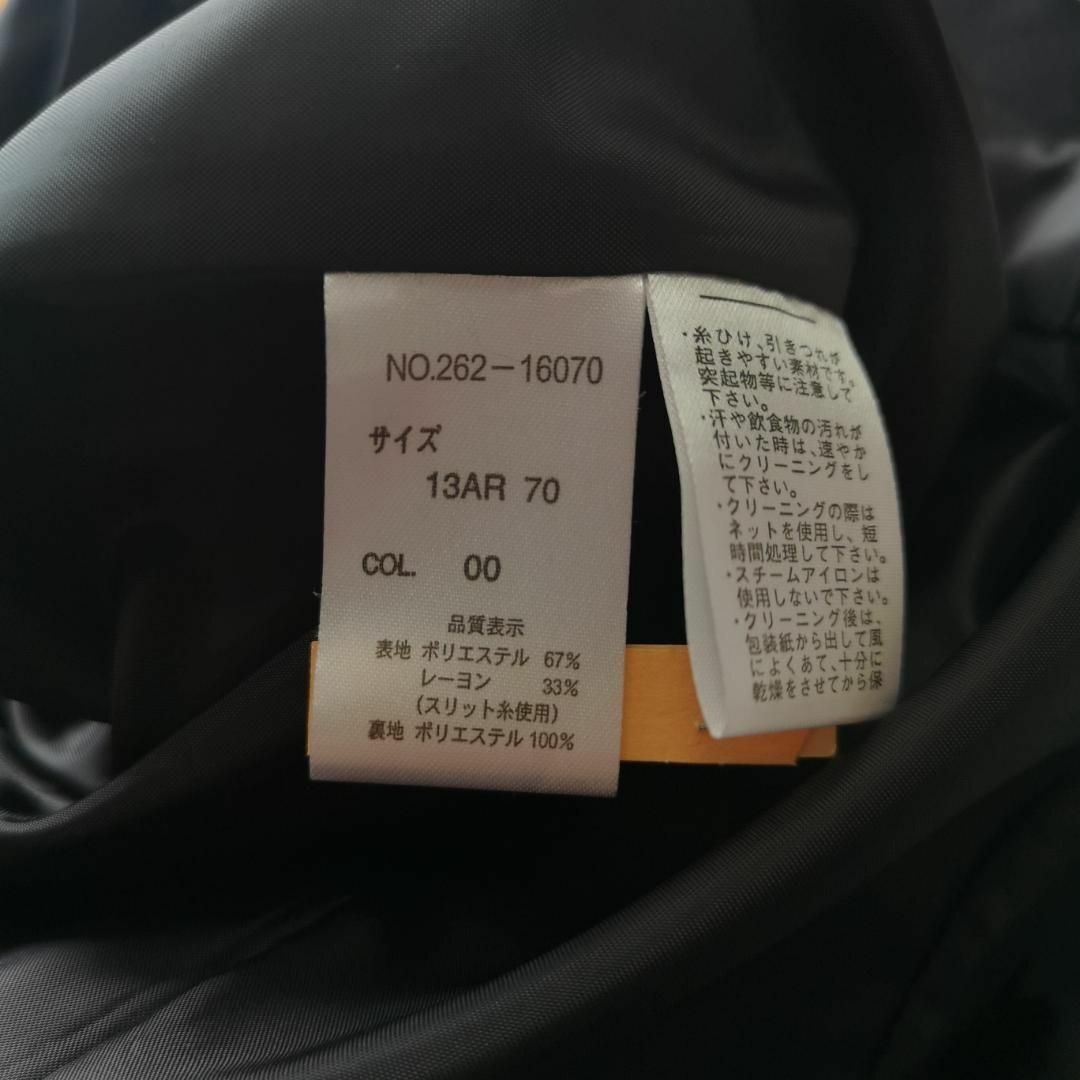 NO.262-16070
サイズ
13AR 70
COL. 00
品質表示
表地 ポリエステル 67%
レーヨン 33%
(スリット糸使用)
裏地 ポリエステル 100%
・糸ひけ、引きつれが
起きやすい素材です。
突起物等に注意して
下さい。
・汗や飲食物の汚れが
付いた時は、速やか
にクリーニングをし
て下さい。
・クリーニングの際は
ネットを使用し、短
時間処理して下さい。
・スチームアイロンは
使用しないで下さい。
・クリーニング後は、
包装紙から出して風
によくあて、十分に
乾燥をさせてから保